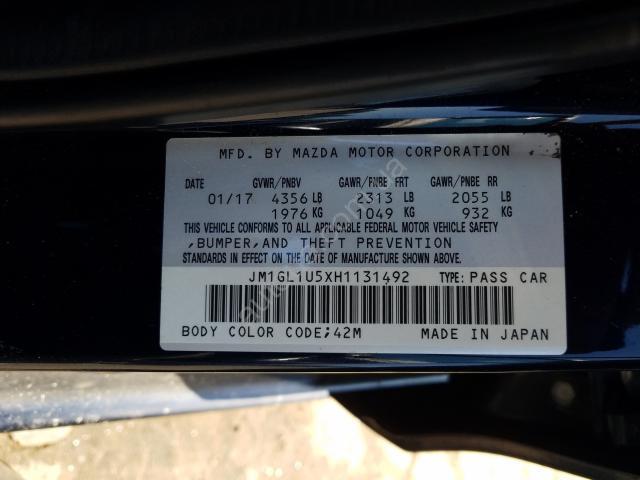 MFD. BY MAZDA MOTOR CORPORATION
DATE GVWR/PNBV GAWR/PNBE FRT GAWR/PNBE RR
01/17 4356 LB 2313 LB 2055 LB
1976 KG 1049 KG 932 KG
THIS VEHICLE CONFORMS TO ALL APPLICABLE FEDERAL MOTOR VEHICLE SAFETY
,BUMPER,AND THEFT PREVENTION
STANDARDS IN EFFECT ON THE DATE OF MANUFACTURE SHOWN ABOVE.
JM1GL1U5XH1131492 TYPE: PASS CAR
BODY COLOR CODE;42M MADE IN JAPAN